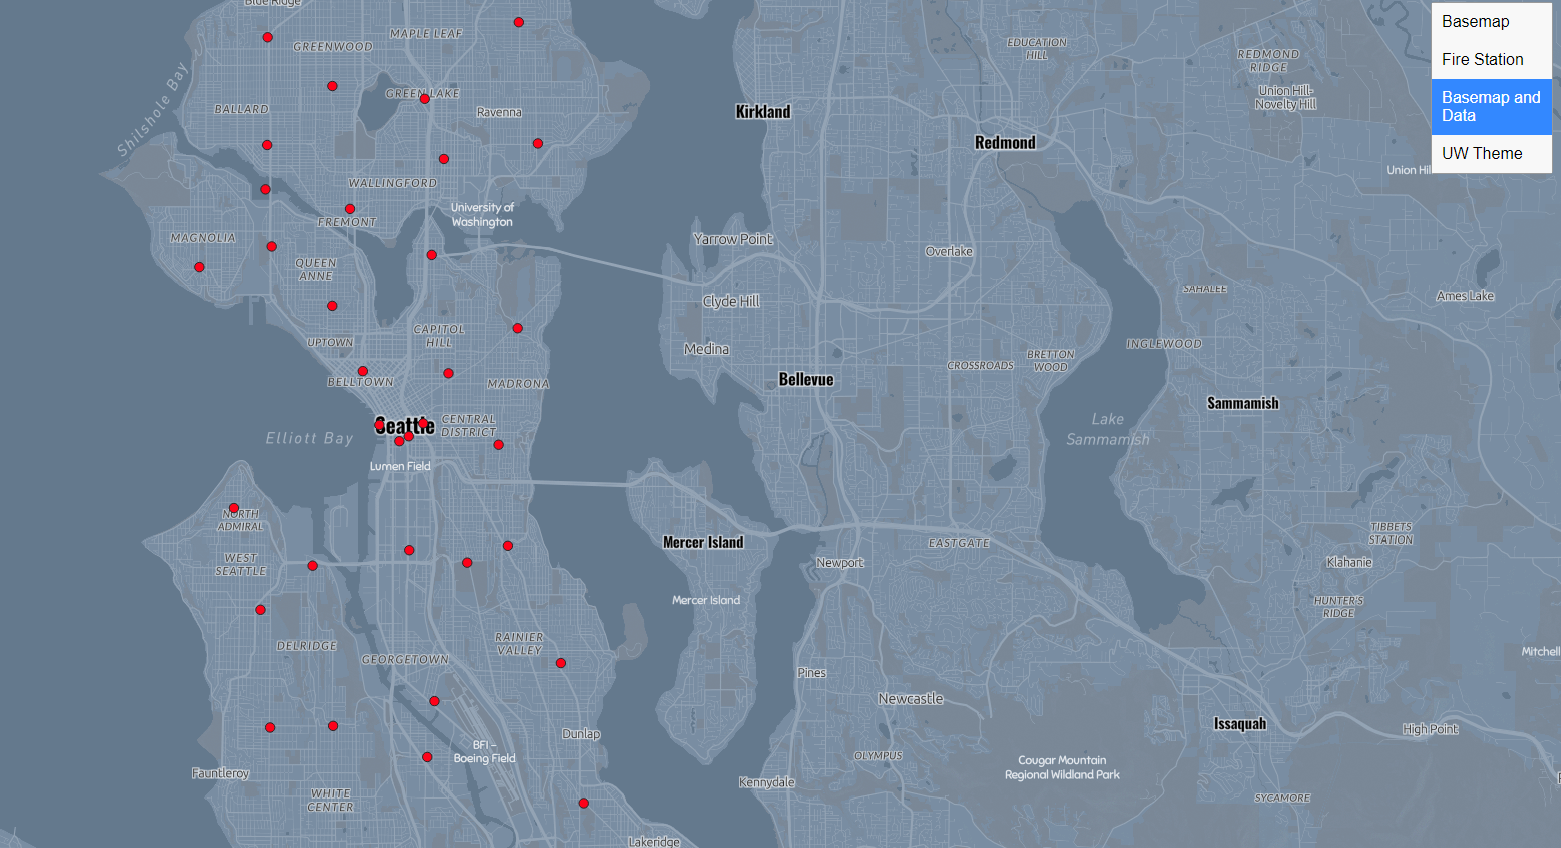 Blue Ridge
Basemap
Fire Station
Basemap and
Data
UW Theme
MAPLE LEAF
GREENWOOD
EDUCATION
HILL
REDMOND
RIDGE
Shilshole Bay
GREEN LAKE
BALLARD
Ravenna
Kirkland
Union Hill-
Novelty Hill
Redmond
Union Hil
WALLINGFORD
University of
Washington
FREMONT
MAGNOLIA
Yarrow Point
Overlake
QUEEN
ANNE
SAHALEE
Ames Lake
Clyde Hill
CAPITOL
HILL
UPTOWN
Medina
INGLEWOOD
BRETTON
WOOD
CROSSROADS
BELLTOWN
MADRONA
Bellevue
Sammamish
Seattle
CENTRAL
DISTRICT
Elliott Bay
Lake
Sammamish
Lumen Field
NORTH
ADMIRAL
TIBBETS
STATION
Mercer Island
EASTGATE
WEST
SEATTLE
Newport
Klahanie
Mercer Island
HUNTER'S
RIDGE
DELRIDGE
RAINIER
VALLEY
GEORGETOWN
Mitchell
Pines
Newcastle
Issaquah
High Point
Dunlap
BFI -
Boeing Field
OLYMPUS
Cougar Mountain
Regional Wildland Park
Fauntleroy
Kennydale
WHITE
CENTER
SYCAMORE
Lakeridge